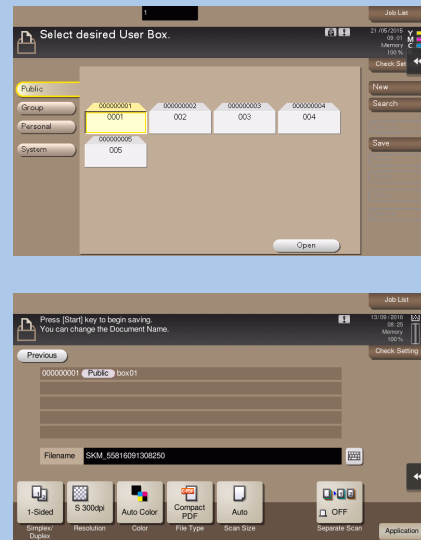 1
Job List
Select desired User Box.
21 /05/2015
09 :01
Memory
100 %
Y
M
C
Check Set
Public
New
Group
000000001
000000002
000000003
000000004
Search
0001
002
003
004
Personal
000000005
System
005
Save
Open
Job List
Press [Start] key to begin saving.
You can change the Document Name.
13/09 /2016
08: 25
Memory
100 %
Previous
Check Setting
000000001 Public box01
Filename SKM_55816091308250
1-Sided
S 300dpi
Auto Color
Compact
PDF
Auto
OFF
Simplex/
Duplex
Resolution
Color
File Type
Scan Size
Separate Scan
Application